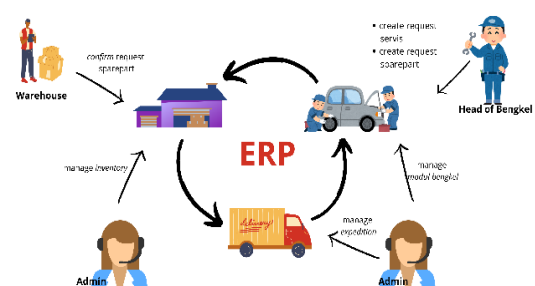 ▪ create request
servis
▪ create request
sparepart
confirm request
sparepart
Warehouse
Head of Bengkel
ERP
manage inventory
manage
modul bengkel
delivery
manage
expedition
Admin
Admin